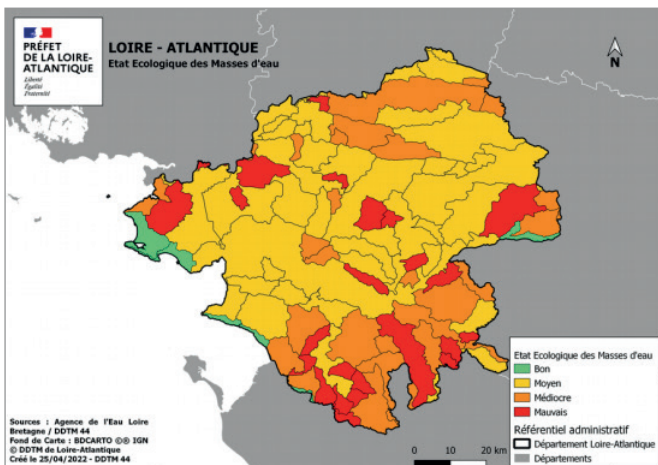 PRÉFET
DE LA LOIRE-
ATLANTIQUE
Liberté
Égalité
Fraternité
LOIRE - ATLANTIQUE
Etat Ecologique des Masses d'eau
N
Etat Ecologique des Masses d'eau
Bon
Moyen
Médiocre
Mauvais
Référentiel administratif
Département Loire-Atlantique
Départements
Sources : Agence de l'Eau Loire
Bretagne / DDTM 44
Fond de Carte : BDCARTO ©® IGN
© DDTM de Loire-Atlantique
Créé le 25/04/2022 - DDTM 44
0 10 20 km